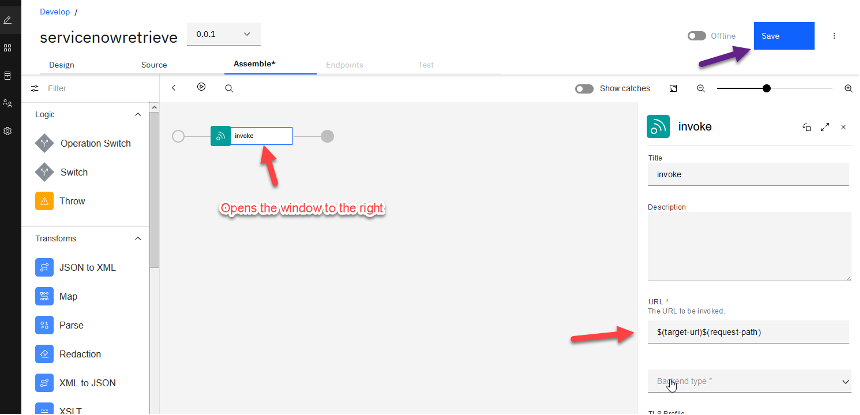 Develop /
servicenowretrieve
0.0.1
Offline
Save
Design
Source
Assemble*
Endpoints
Test
Filter
Show catches
Logic
Operation Switch
Switch
Throw
Transforms
JSON to XML
Map
Parse
Redaction
XML to JSON
XSLT
invoke
Opens the window to the right
invoke
Title
invoke
Description
URL *
The URL to be invoked.
$(target-url)$(request-path)
Backend type *
TLS Profile